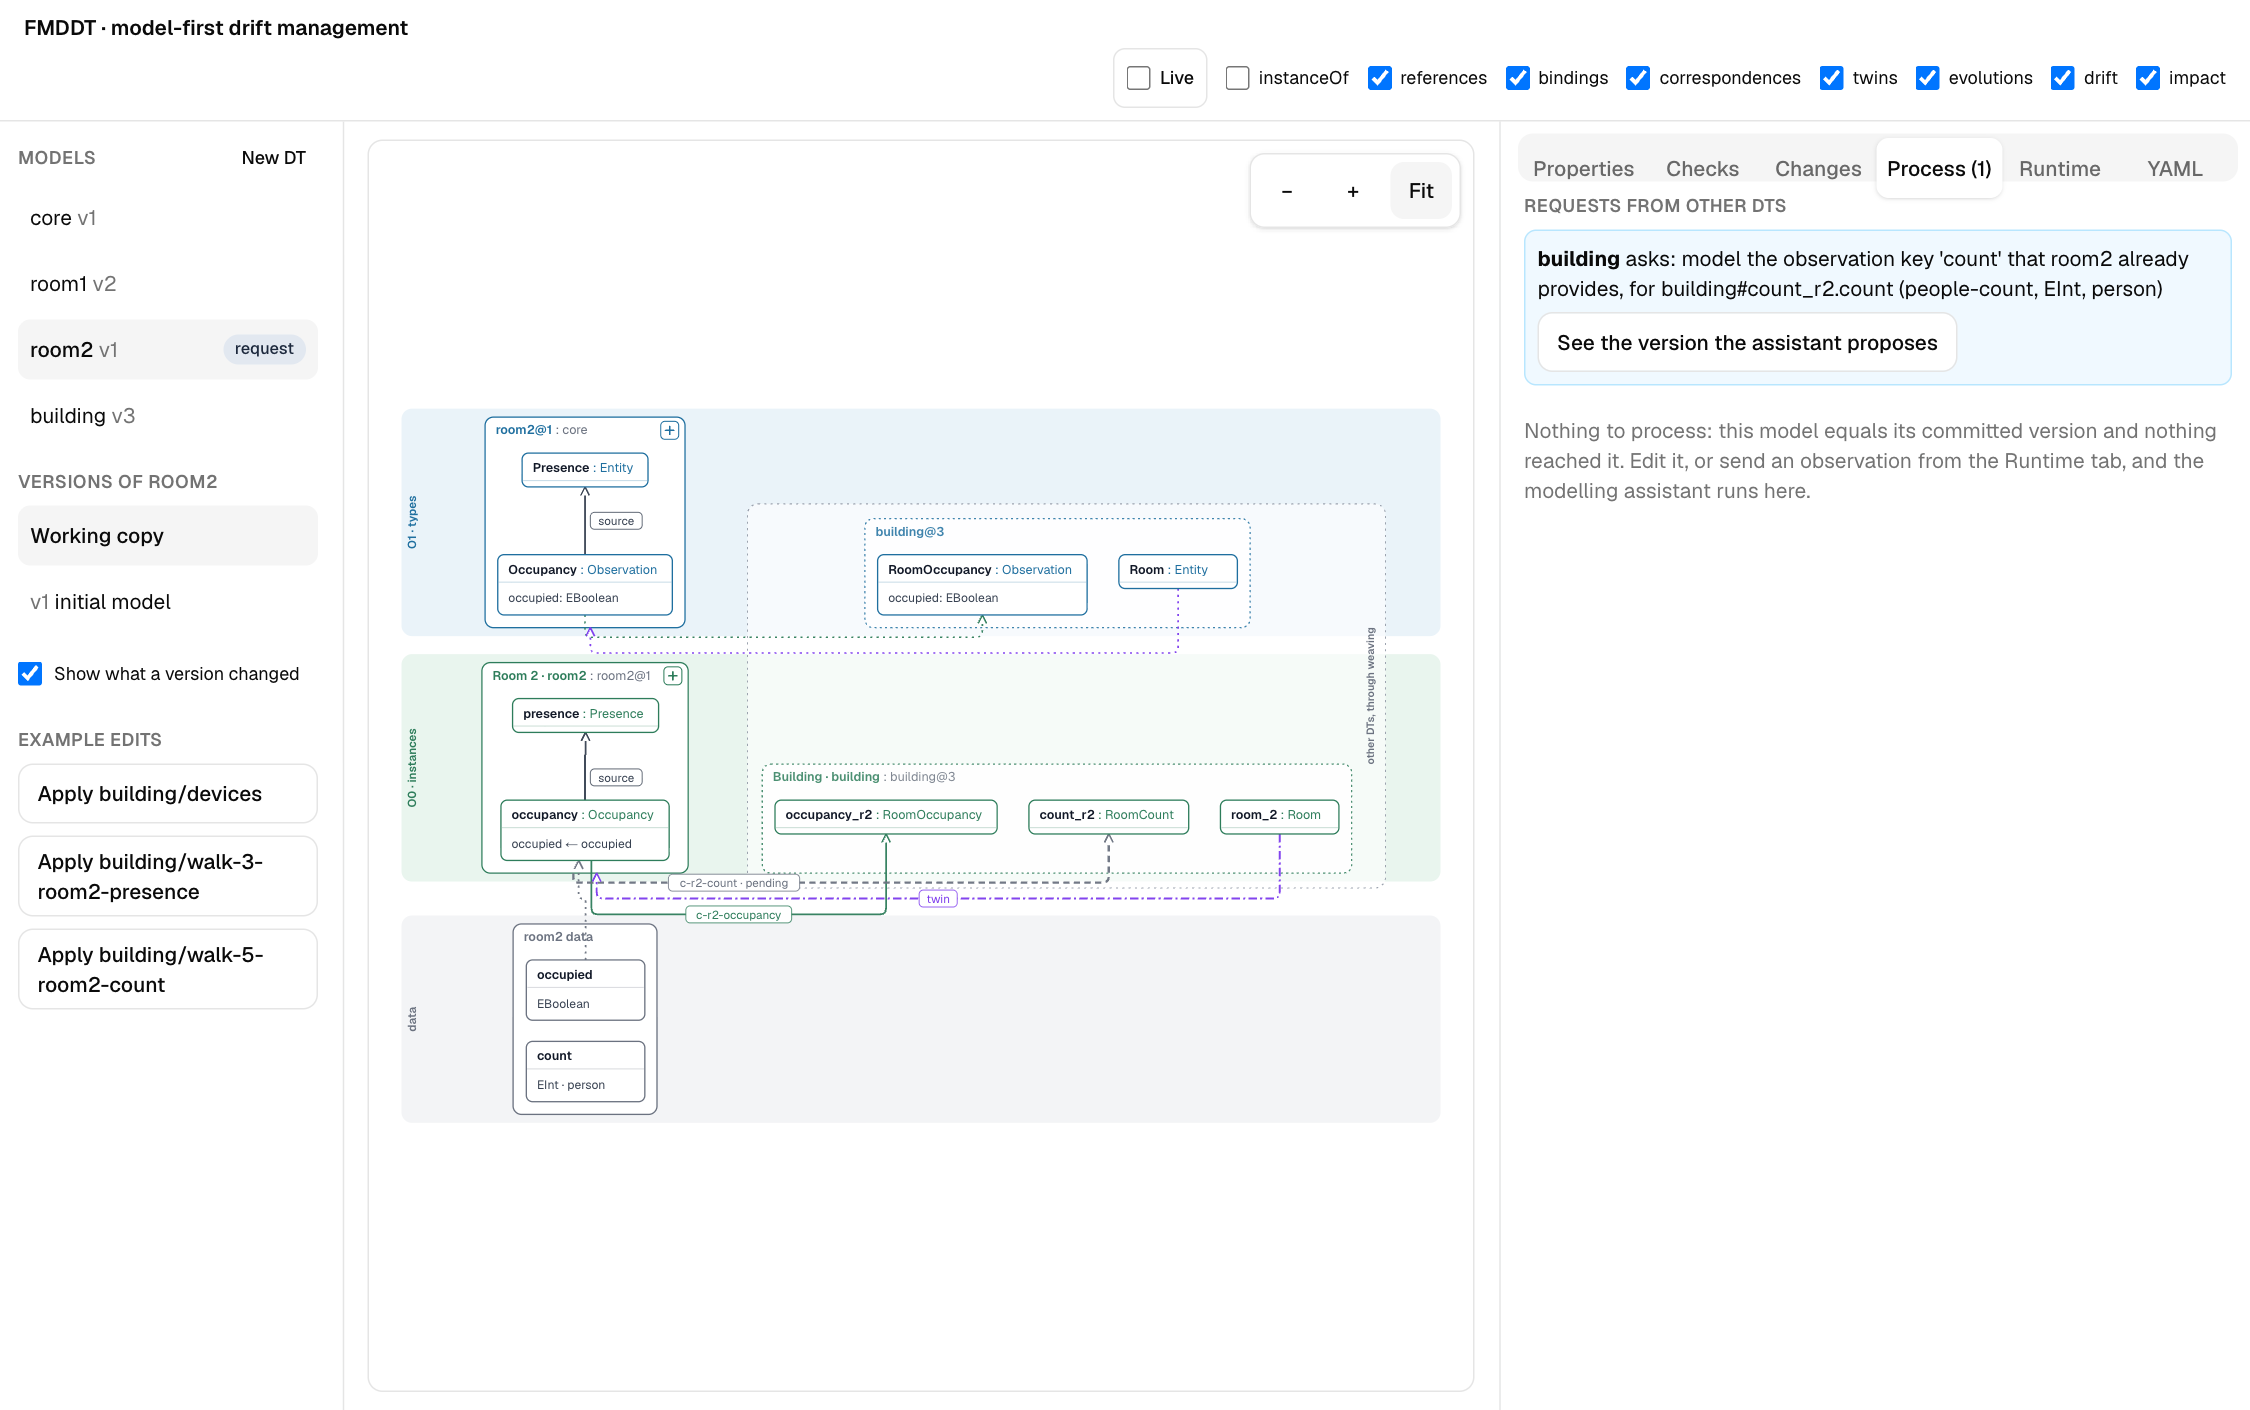 FMDDT · model-first drift management
Live
instanceOf
references
bindings
correspondences
twins
evolutions
drift
impact
MODELS
New DT
core v1
room1 v2
room2 v1
request
building v3
VERSIONS OF ROOM2
Working copy
v1 initial model
Show what a version changed
EXAMPLE EDITS
Apply building/devices
Apply building/walk-3-
room2-presence
Apply building/walk-5-
room2-count
−
+
Fit
O1 · types
room2@1 : core
+
Presence : Entity
source
Occupancy : Observation
occupied: EBoolean
building@3
RoomOccupancy : Observation
occupied: EBoolean
Room : Entity
other DTs, through weaving
O0 · instances
Room 2 · room2 : room2@1
+
presence : Presence
source
occupancy : Occupancy
occupied ← occupied
Building · building : building@3
occupancy_r2 : RoomOccupancy
count_r2 : RoomCount
room_2 : Room
c-r2-count · pending
twin
c-r2-occupancy
data
room2 data
occupied
EBoolean
count
EInt · person
Properties
Checks
Changes
Process (1)
Runtime
YAML
REQUESTS FROM OTHER DTS
building asks: model the observation key 'count' that room2 already
provides, for building#count_r2.count (people-count, EInt, person)
See the version the assistant proposes
Nothing to process: this model equals its committed version and nothing
reached it. Edit it, or send an observation from the Runtime tab, and the
modelling assistant runs here.